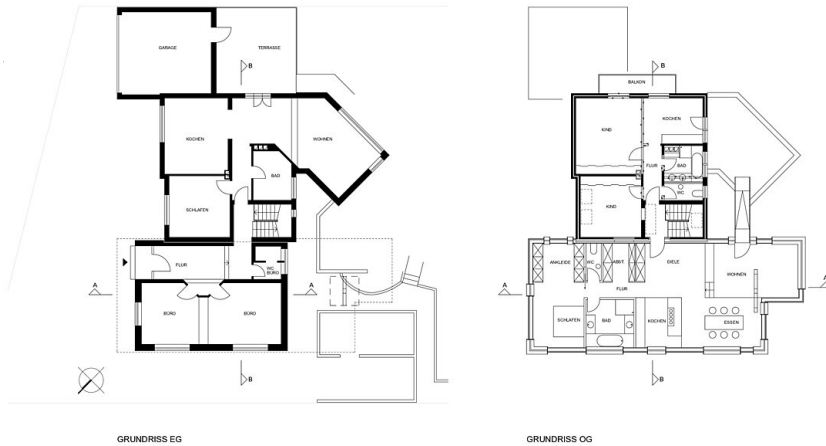 GARAGE
TERRASSE
B
KOCHEN
WOHNEN
BAD
SCHLAFEN
FLUR
WC
BÜRO
A
A
BÜRO
BÜRO
B
GRUNDRISS EG
B
BALKON
KIND
KOCHEN
FLUR
BAD
WC
KIND
ANKLEIDE
WC
ABST.
DIELE
WOHNEN
A
A
FLUR
SCHLAFEN
BAD
KOCHEN
ESSEN
B
GRUNDRISS OG